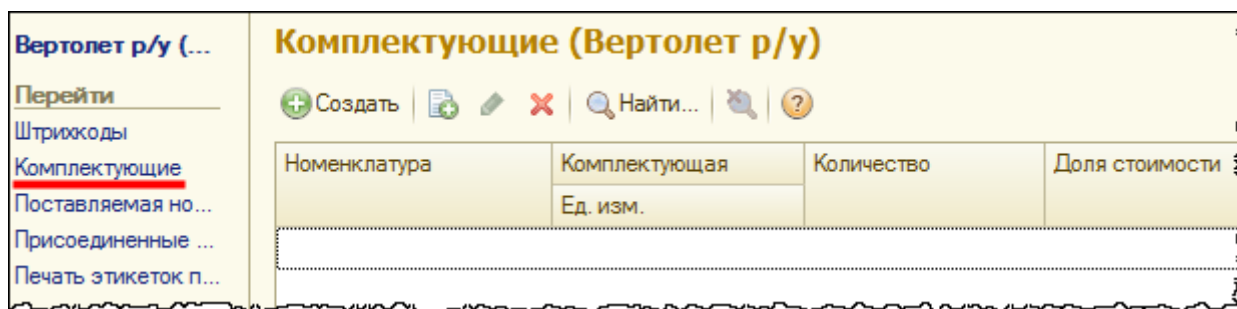 Вертолет р/у (...
Перейти
Штрихкоды
Комплектующие
Поставляемая но...
Присоединенные ...
Печать этикеток п...
Комплектующие (Вертолет р/у)
Создать Найти... ?
Номенклатура Комплектующая Количество Доля стоимости
Ед. изм.